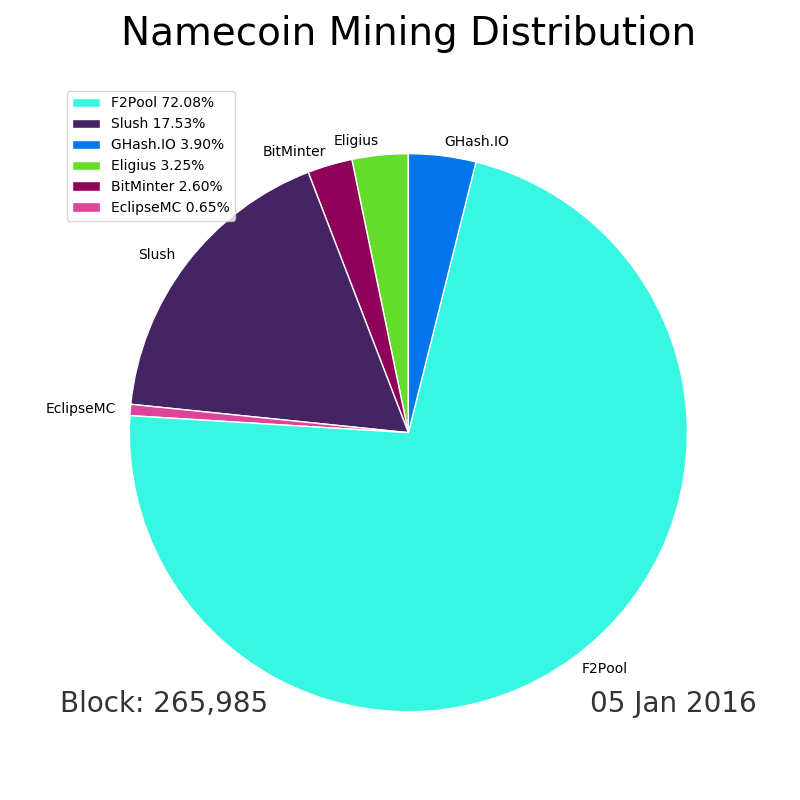 Namecoin Mining Distribution
F2Pool 72.08%
Slush 17.53%
GHash.IO 3.90%
Eligius 3.25%
BitMinter 2.60%
EclipseMC 0.65%
GHash.IO
Eligius
BitMinter
Slush
EclipseMC
F2Pool
Block: 265,985
05 Jan 2016